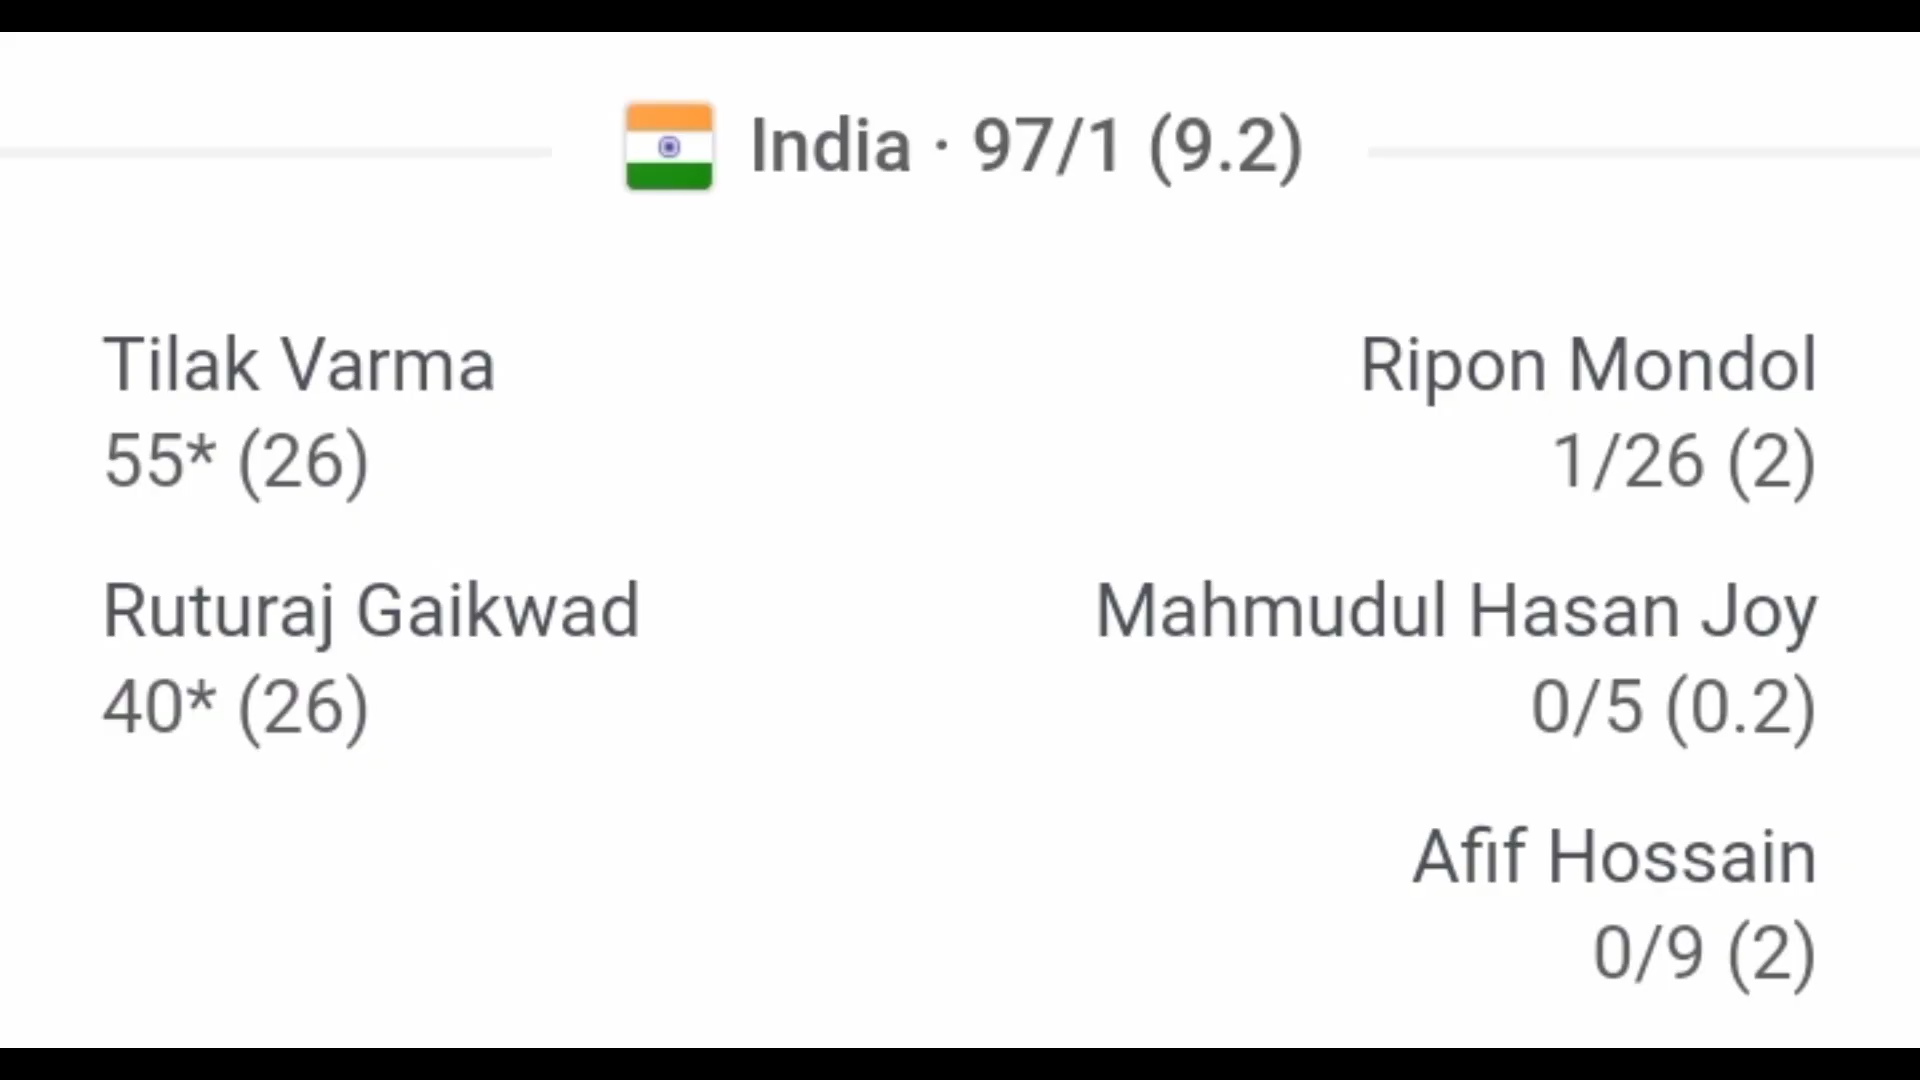 India · 97/1 (9.2)
Tilak Varma
55* (26)
Ruturaj Gaikwad
40* (26)
Ripon Mondol
1/26 (2)
Mahmudul Hasan Joy
0/5 (0.2)
Afif Hossain
0/9 (2)